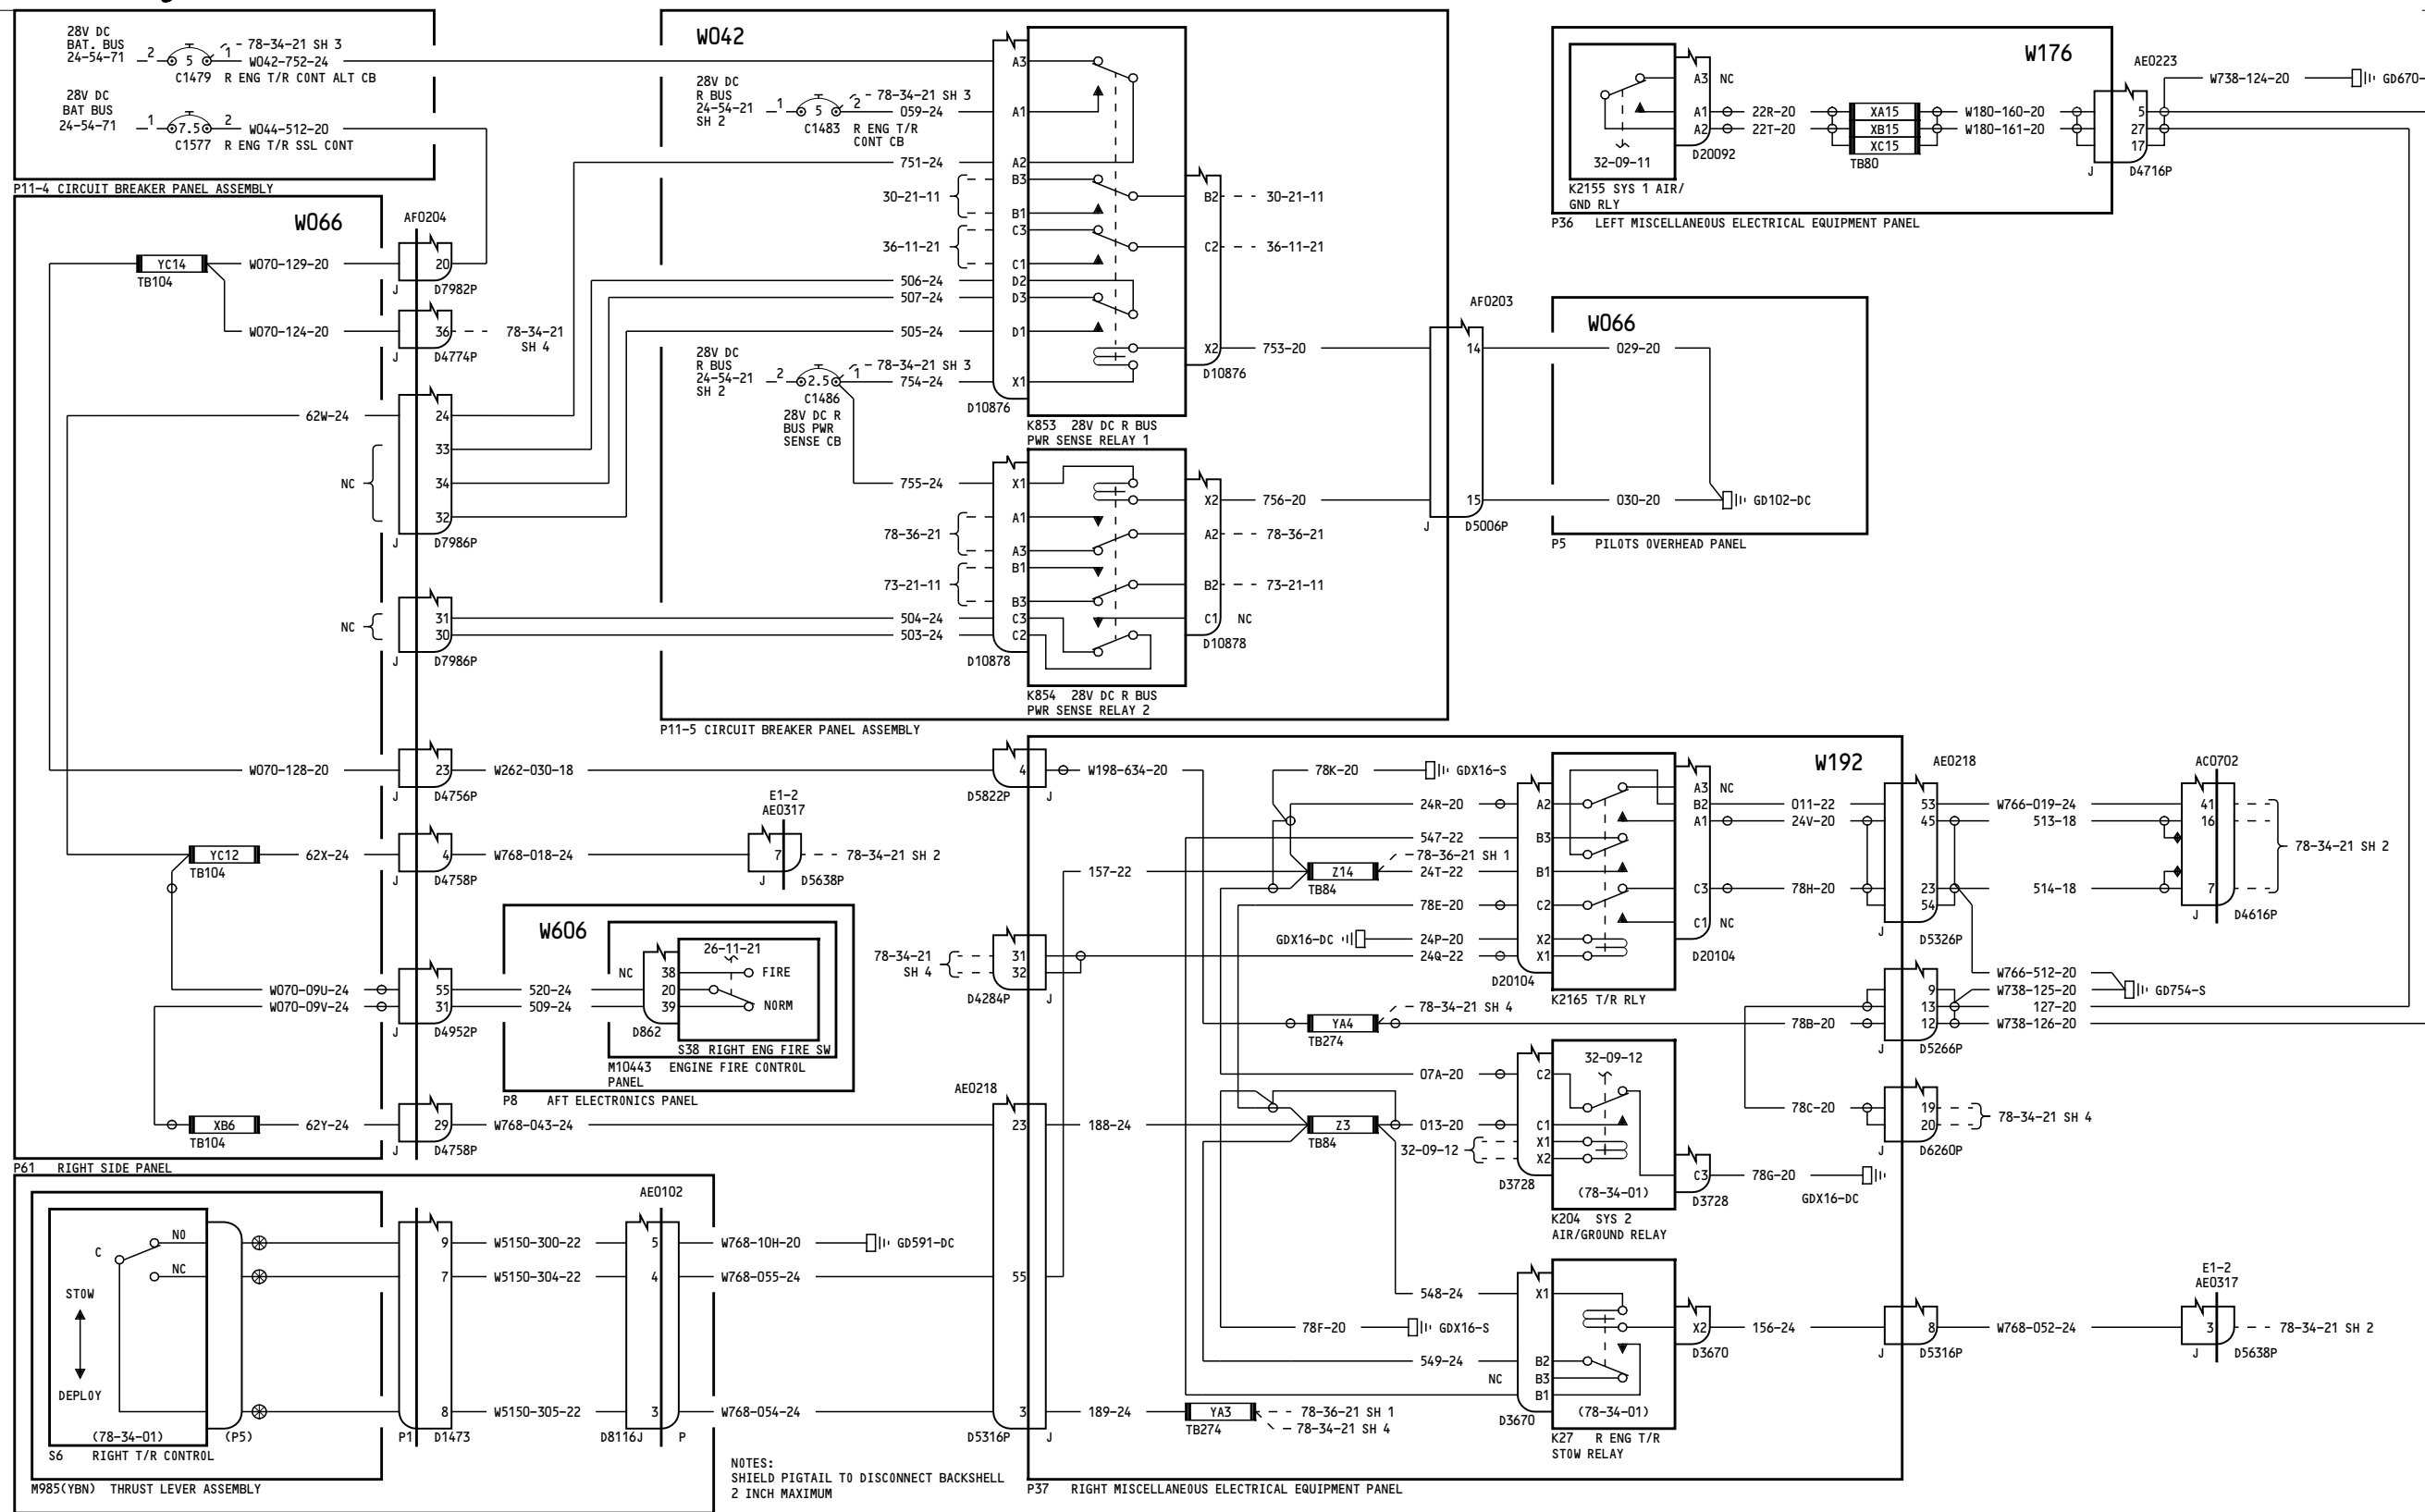 28V DC
BAT. BUS
24-54-71
2
5
1
78-34-21 SH 3
W042-752-24
C1479 R ENG T/R CONT ALT CB
28V DC
BAT BUS
24-54-71
1
7.5
2
W044-512-20
C1577 R ENG T/R SSL CONT
P11-4 CIRCUIT BREAKER PANEL ASSEMBLY
W066
AF0204
YC14
TB104
W070-129-20
20
J
D7982P
W070-124-20
36
78-34-21
SH 4
J
D4774P
62W-24
24
33
NC
34
32
J
D7986P
NC
31
30
J
D7986P
W070-128-20
23
W262-030-18
J
D4756P
YC12
TB104
62X-24
4
W768-018-24
J
D4758P
E1-2
AE0317
7
78-34-21 SH 2
J
D5638P
W070-09U-24
W070-09V-24
55
31
J
D4952P
520-24
509-24
W606
26-11-21
NC
38
20
39
FIRE
NORM
D862
S38 RIGHT ENG FIRE SW
M10443 ENGINE FIRE CONTROL
PANEL
P8 AFT ELECTRONICS PANEL
XB6
TB104
62Y-24
29
W768-043-24
J
D4758P
P61 RIGHT SIDE PANEL
W042
28V DC
R BUS
24-54-21
SH 2
1
5
2
78-34-21 SH 3
059-24
C1483 R ENG T/R
CONT CB
751-24
30-21-11
36-11-21
506-24
507-24
505-24
28V DC
R BUS
24-54-21
SH 2
2
2.5
1
78-34-21 SH 3
754-24
C1486
28V DC R
BUS PWR
SENSE CB
A3
A1
A2
B3
B1
C3
C1
D2
D3
D1
X1
D10876
B2
30-21-11
C2
36-11-21
X2
753-20
D10876
K853 28V DC R BUS
PWR SENSE RELAY 1
755-24
78-36-21
73-21-11
504-24
503-24
X1
A1
A3
B1
B3
C3
C2
D10878
X2
756-20
A2
78-36-21
B2
73-21-11
C1
NC
D10878
K854 28V DC R BUS
PWR SENSE RELAY 2
P11-5 CIRCUIT BREAKER PANEL ASSEMBLY
AF0203
14
15
J
D5006P
W066
029-20
030-20
GD102-DC
P5 PILOTS OVERHEAD PANEL
W176
A3
NC
A1
A2
22R-20
22T-20
D20092
32-09-11
K2155 SYS 1 AIR/
GND RLY
XA15
XB15
XC15
TB80
W180-160-20
W180-161-20
AE0223
5
27
17
J
D4716P
W738-124-20
GD670-
P36 LEFT MISCELLANEOUS ELECTRICAL EQUIPMENT PANEL
4
D5822P
J
W198-634-20
78-34-21
SH 4
31
32
D4284P
J
157-22
AE0218
23
188-24
55
3
189-24
D5316P
J
78K-20
GDX16-S
24R-20
547-22
78-36-21 SH 1
Z14
TB84
24T-22
78E-20
GDX16-DC
24P-20
24Q-22
A2
B3
B1
C2
X2
X1
D20104
A3
NC
B2
A1
C3
C1
NC
D20104
K2165 T/R RLY
W192
011-22
24V-20
78H-20
AE0218
53
45
23
54
J
D5326P
W766-019-24
513-18
514-18
AC0702
41
16
7
J
D4616P
78-34-21 SH 2
78-34-21 SH 4
YA4
TB274
78B-20
9
13
12
J
D5266P
W766-512-20
W738-125-20
GD754-S
127-20
W738-126-20
78C-20
19
20
78-34-21 SH 4
J
D6260P
07A-20
Z3
TB84
013-20
32-09-12
C2
C1
X1
X2
D3728
32-09-12
(78-34-01)
C3
D3728
78G-20
GDX16-DC
K204 SYS 2
AIR/GROUND RELAY
548-24
78F-20
GDX16-S
549-24
NC
X1
B2
B3
B1
D3670
X2
156-24
D3670
(78-34-01)
K27 R ENG T/R
STOW RELAY
8
J
D5316P
W768-052-24
E1-2
AE0317
3
78-34-21 SH 2
J
D5638P
YA3
TB274
78-36-21 SH 1
78-34-21 SH 4
P37 RIGHT MISCELLANEOUS ELECTRICAL EQUIPMENT PANEL
C
NO
NC
STOW
DEPLOY
(78-34-01)
(P5)
S6 RIGHT T/R CONTROL
M985(YBN) THRUST LEVER ASSEMBLY
9
7
8
P1
D1473
W5150-300-22
W5150-304-22
W5150-305-22
AE0102
5
4
3
D8116J
P
W768-10H-20
GD591-DC
W768-055-24
W768-054-24
NOTES:
SHIELD PIGTAIL TO DISCONNECT BACKSHELL
2 INCH MAXIMUM